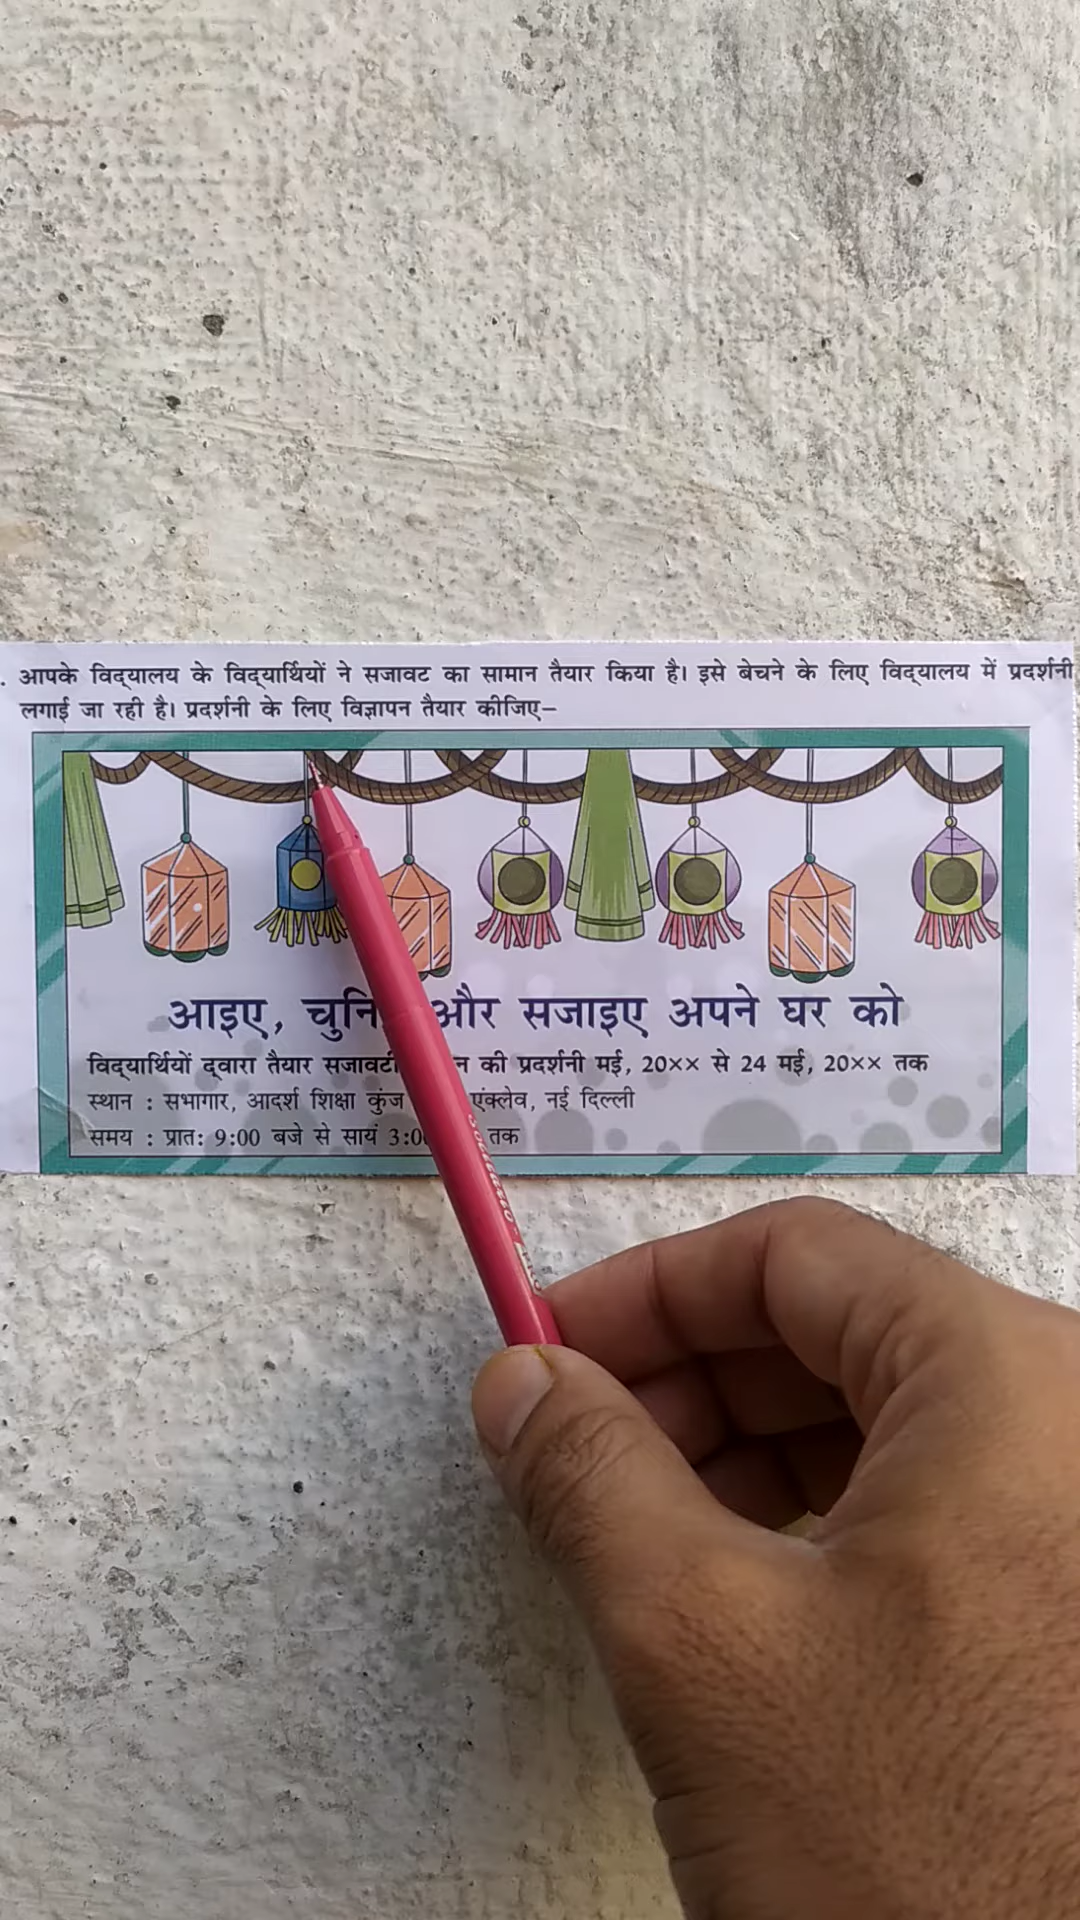 . आपके विद्यालय के विद्यार्थियों ने सजावट का सामान तैयार किया है। इसे बेचने के लिए विद्यालय में प्रदर्शनी
लगाई जा रही है। प्रदर्शनी के लिए विज्ञापन तैयार कीजिए–
आइए, चुनि और सजाइए अपने घर को
विद्यार्थियों द्वारा तैयार सजावटी न की प्रदर्शनी मई, 20×× से 24 मई, 20×× तक
स्थान : सभागार, आदर्श शिक्षा कुंज एंक्लेव, नई दिल्ली
समय : प्रातः 9:00 बजे से सायं 3:0 तक